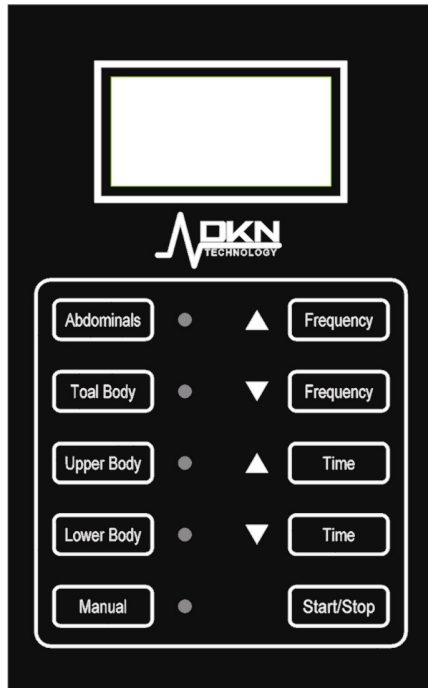 DKN
TECHNOLOGY
Abdominals
Frequency
Toal Body
Frequency
Upper Body
Time
Lower Body
Time
Manual
Start/Stop